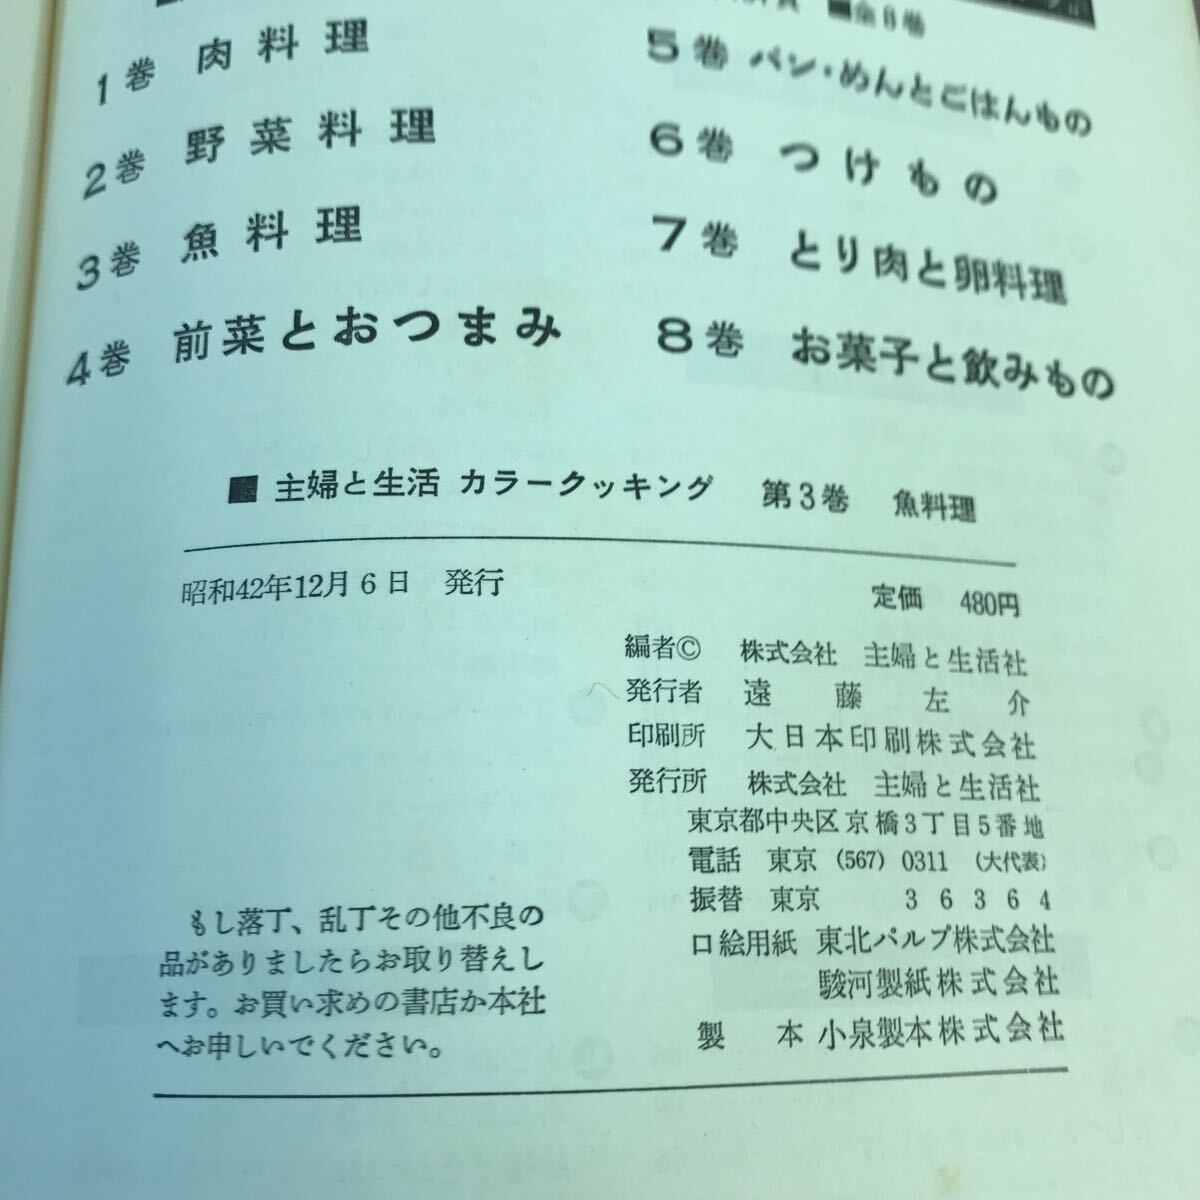 ■全8巻
1巻 肉料理
2巻 野菜料理
3巻 魚料理
4巻 前菜とおつまみ
5巻 パン・めんとごはんもの
6巻 つけもの
7巻 とり肉と卵料理
8巻 お菓子と飲みもの
■ 主婦と生活 カラークッキング 第3巻 魚料理
昭和42年12月6日 発行
定価 480円
編者© 株式会社 主婦と生活社
発行者 遠藤左介
印刷所 大日本印刷株式会社
発行所 株式会社 主婦と生活社
東京都中央区京橋3丁目5番地
電話 東京 (567) 0311 (大代表)
振替 東京 36364
口絵用紙 東北パルプ株式会社
駿河製紙株式会社
製本 小泉製本株式会社
もし落丁、乱丁その他不良の
品がありましたらお取り替えし
ます。お買い求めの書店か本社
へお申しいでください。